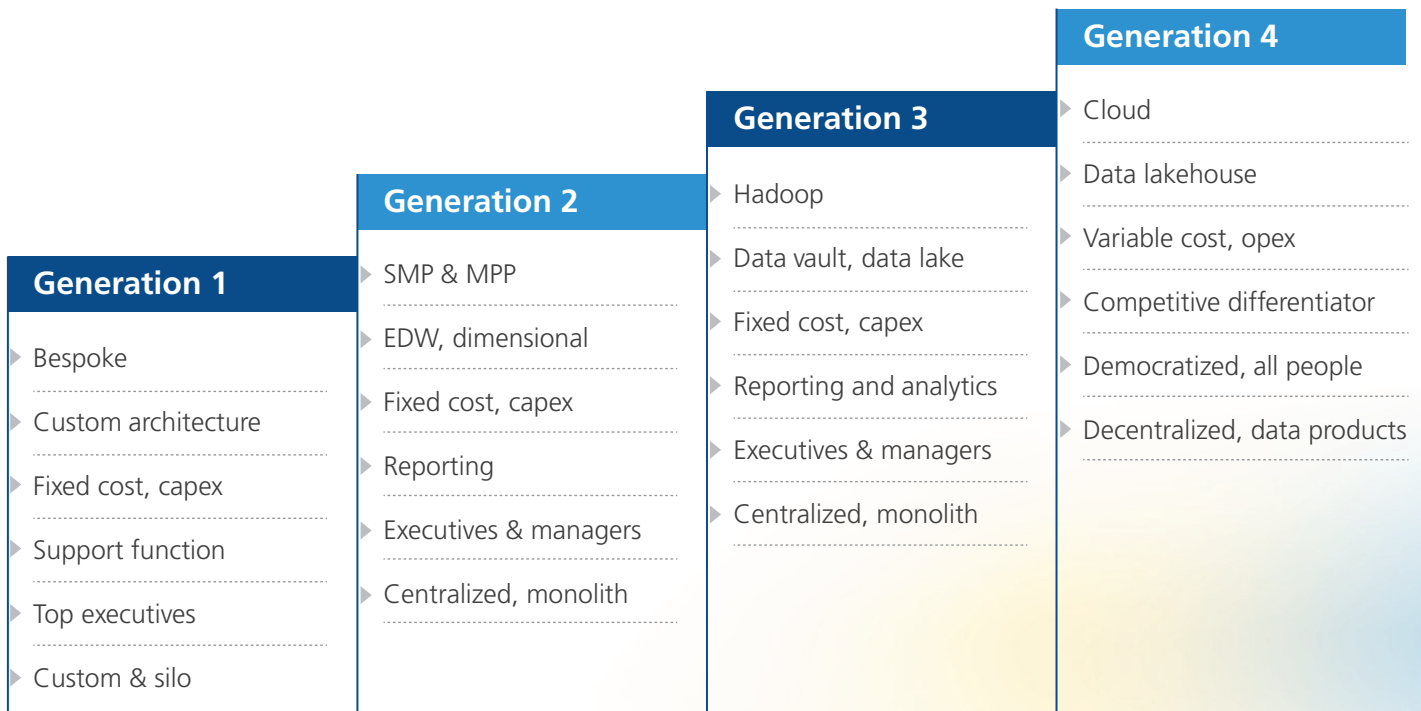 Generation 1
Bespoke
Custom architecture
Fixed cost, capex
Support function
Top executives
Custom & silo
Generation 2
SMP & MPP
EDW, dimensional
Fixed cost, capex
Reporting
Executives & managers
Centralized, monolith
Generation 3
Hadoop
Data vault, data lake
Fixed cost, capex
Reporting and analytics
Executives & managers
Centralized, monolith
Generation 4
Cloud
Data lakehouse
Variable cost, opex
Competitive differentiator
Democratized, all people
Decentralized, data products